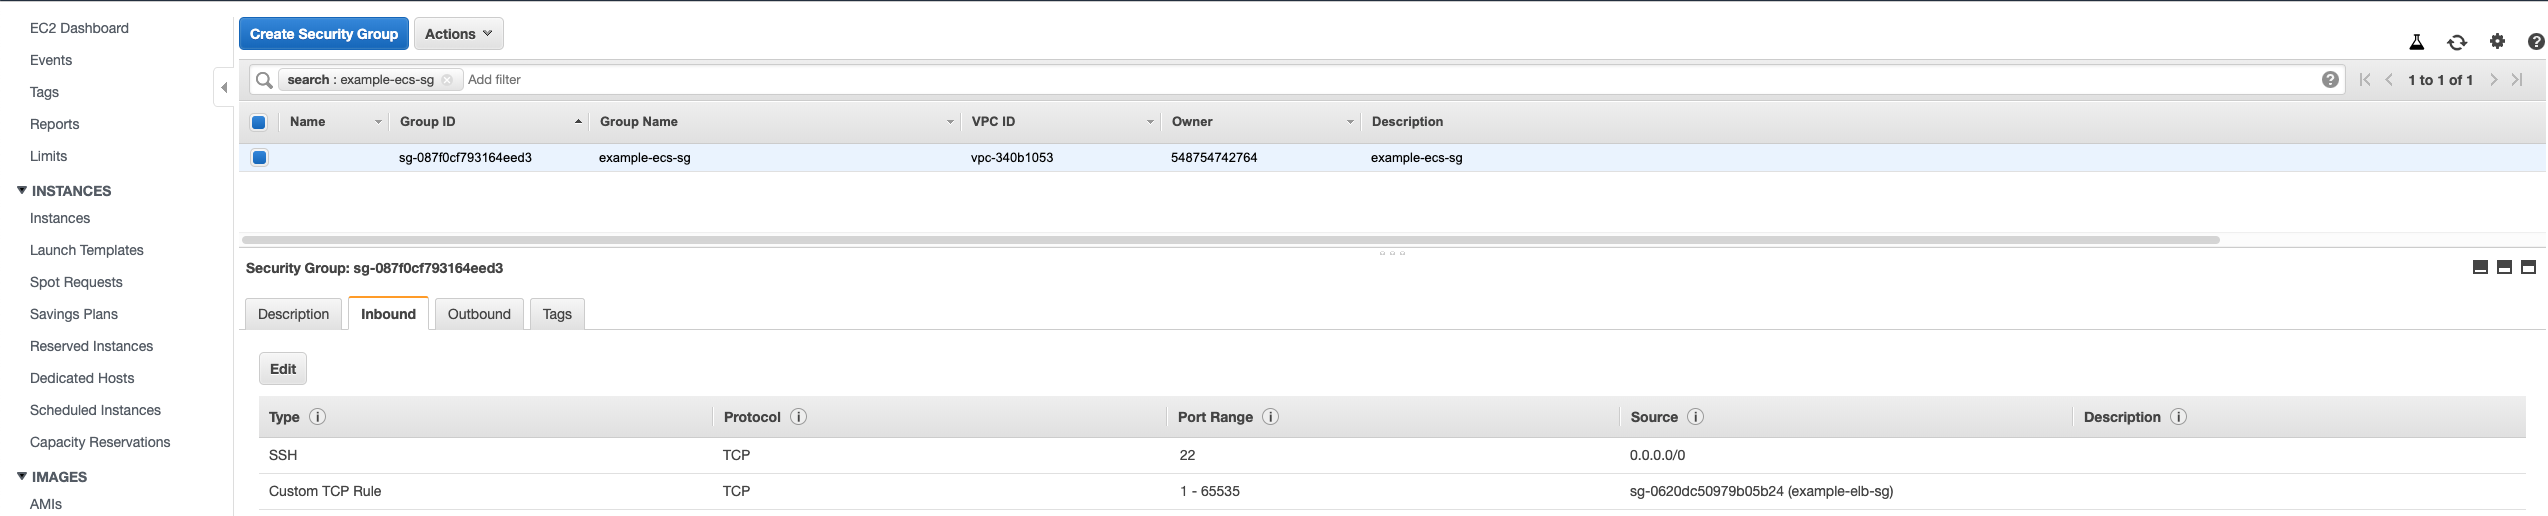 EC2 Dashboard
Events
Tags
Reports
Limits
INSTANCES
Instances
Launch Templates
Spot Requests
Savings Plans
Reserved Instances
Dedicated Hosts
Scheduled Instances
Capacity Reservations
IMAGES
AMIs
Create Security Group Actions
search : example-ecs-sg Add filter 1 to 1 of 1
Name Group ID Group Name VPC ID Owner Description
sg-087f0cf793164eed3 example-ecs-sg vpc-340b1053 548754742764 example-ecs-sg
Security Group: sg-087f0cf793164eed3
Description Inbound Outbound Tags
Edit
Type Protocol Port Range Source Description
SSH TCP 22 0.0.0.0/0
Custom TCP Rule TCP 1 - 65535 sg-0620dc50979b05b24 (example-elb-sg)